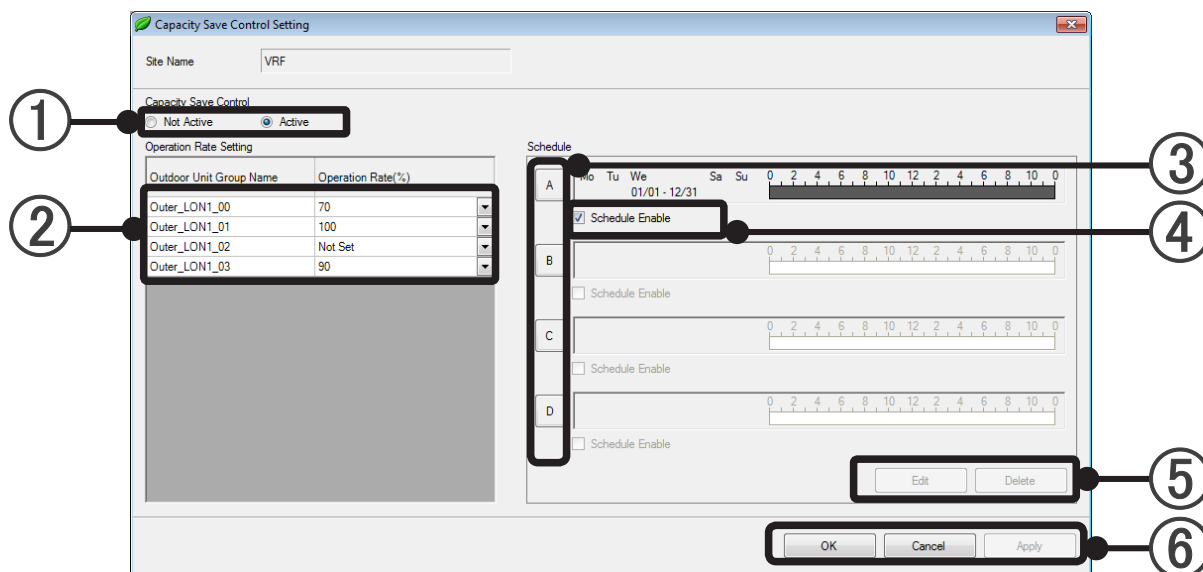 Capacity Save Control Setting
Site Name VRF
Capacity Save Control
① Not Active Active
Operation Rate Setting
Outdoor Unit Group Name Operation Rate(%)
② Outer_LON1_00 70
Outer_LON1_01 100
Outer_LON1_02 Not Set
Outer_LON1_03 90
Schedule
③
A Mo Tu We Sa Su 0 2 4 6 8 10 12 2 4 6 8 10 0
01/01 - 12/31
Schedule Enable ④
B 0 2 4 6 8 10 12 2 4 6 8 10 0
Schedule Enable
C 0 2 4 6 8 10 12 2 4 6 8 10 0
Schedule Enable
D 0 2 4 6 8 10 12 2 4 6 8 10 0
Schedule Enable
Edit Delete ⑤
OK Cancel Apply ⑥